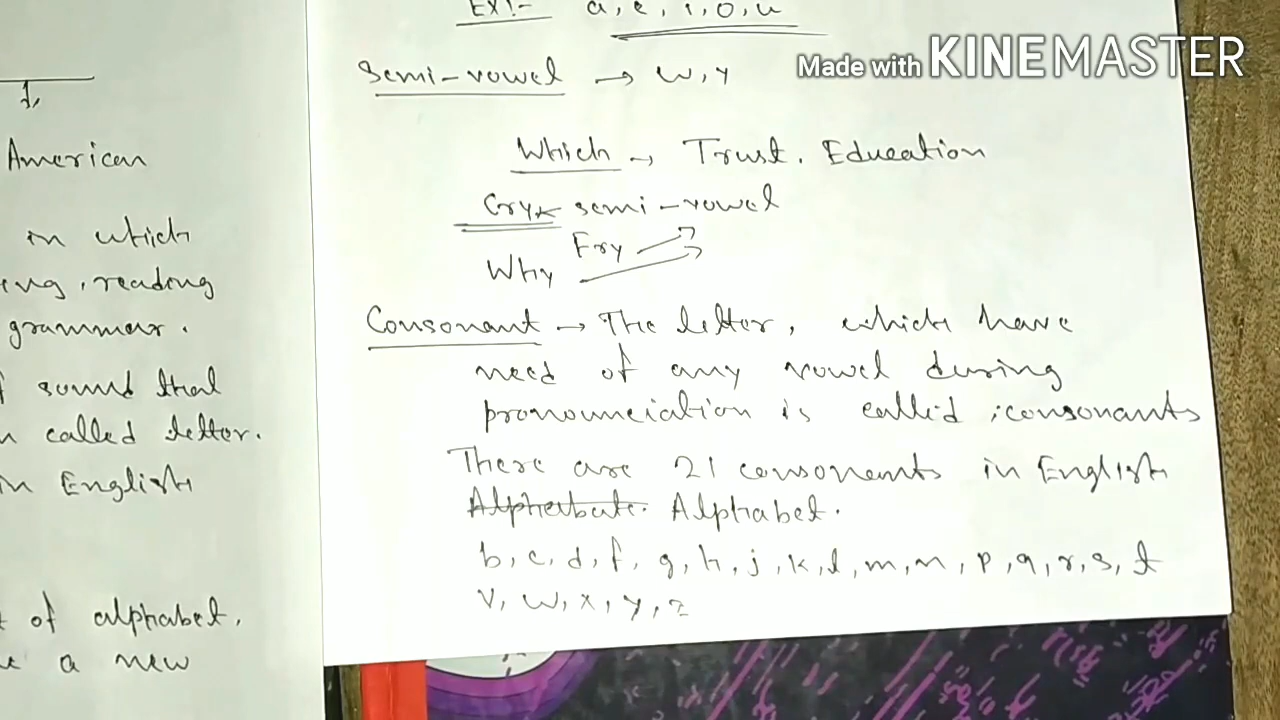 Ex:- a, e, i, o, u
Semi-vowel → w, y
Made with KINEMASTER
Which → Trust. Education
Cry← semi-vowel
Fry
Why
Consonant → The letter, which have
need of any vowel during
pronounciation is called ; consonants
There are 21 consonents in English
Alphabet.
b, c, d, f, g, h, j, k, l, m, n, p, q, r, s, t
v, w, x, y, z
American
in which
reading
grammar.
sound that
called letter.
in English
of alphabet,
a new